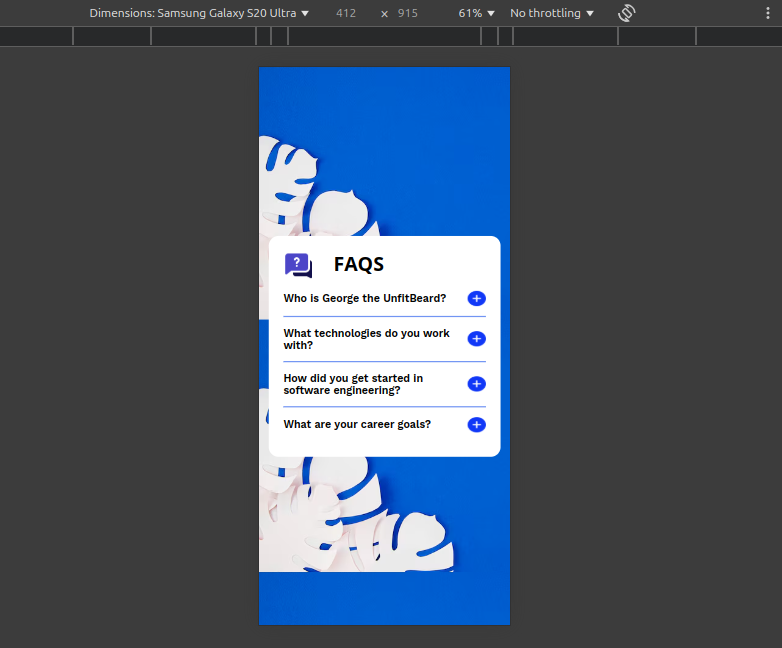 Dimensions: Samsung Galaxy S20 Ultra ▼ 412 x 915 61% ▼ No throttling ▼
?
FAQS
Who is George the UnfitBeard?
What technologies do you work
with?
How did you get started in
software engineering?
What are your career goals?